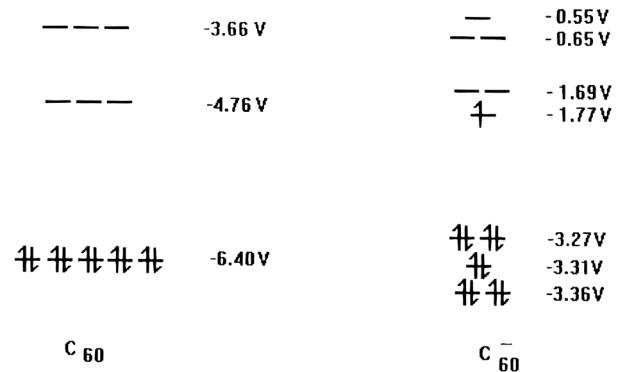 -3.66 V
-4.76 V
-6.40 V
C 60
- 0.55 V
- 0.65 V
- 1.69 V
- 1.77 V
-3.27V
-3.31V
-3.36V
C 60 –